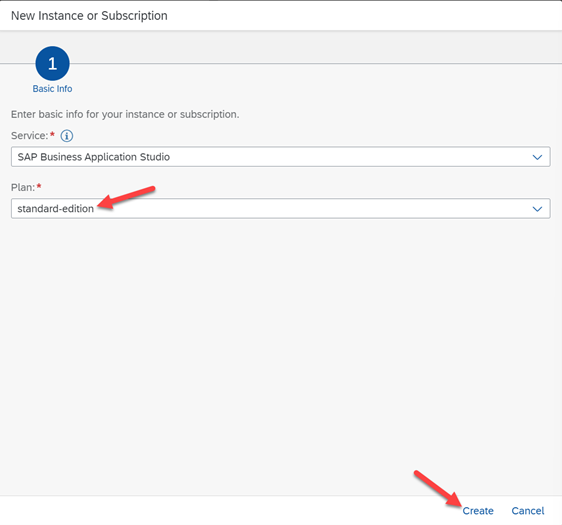 New Instance or Subscription
1
Basic Info
Enter basic info for your instance or subscription.
Service:*
SAP Business Application Studio
Plan:*
standard-edition
Create Cancel